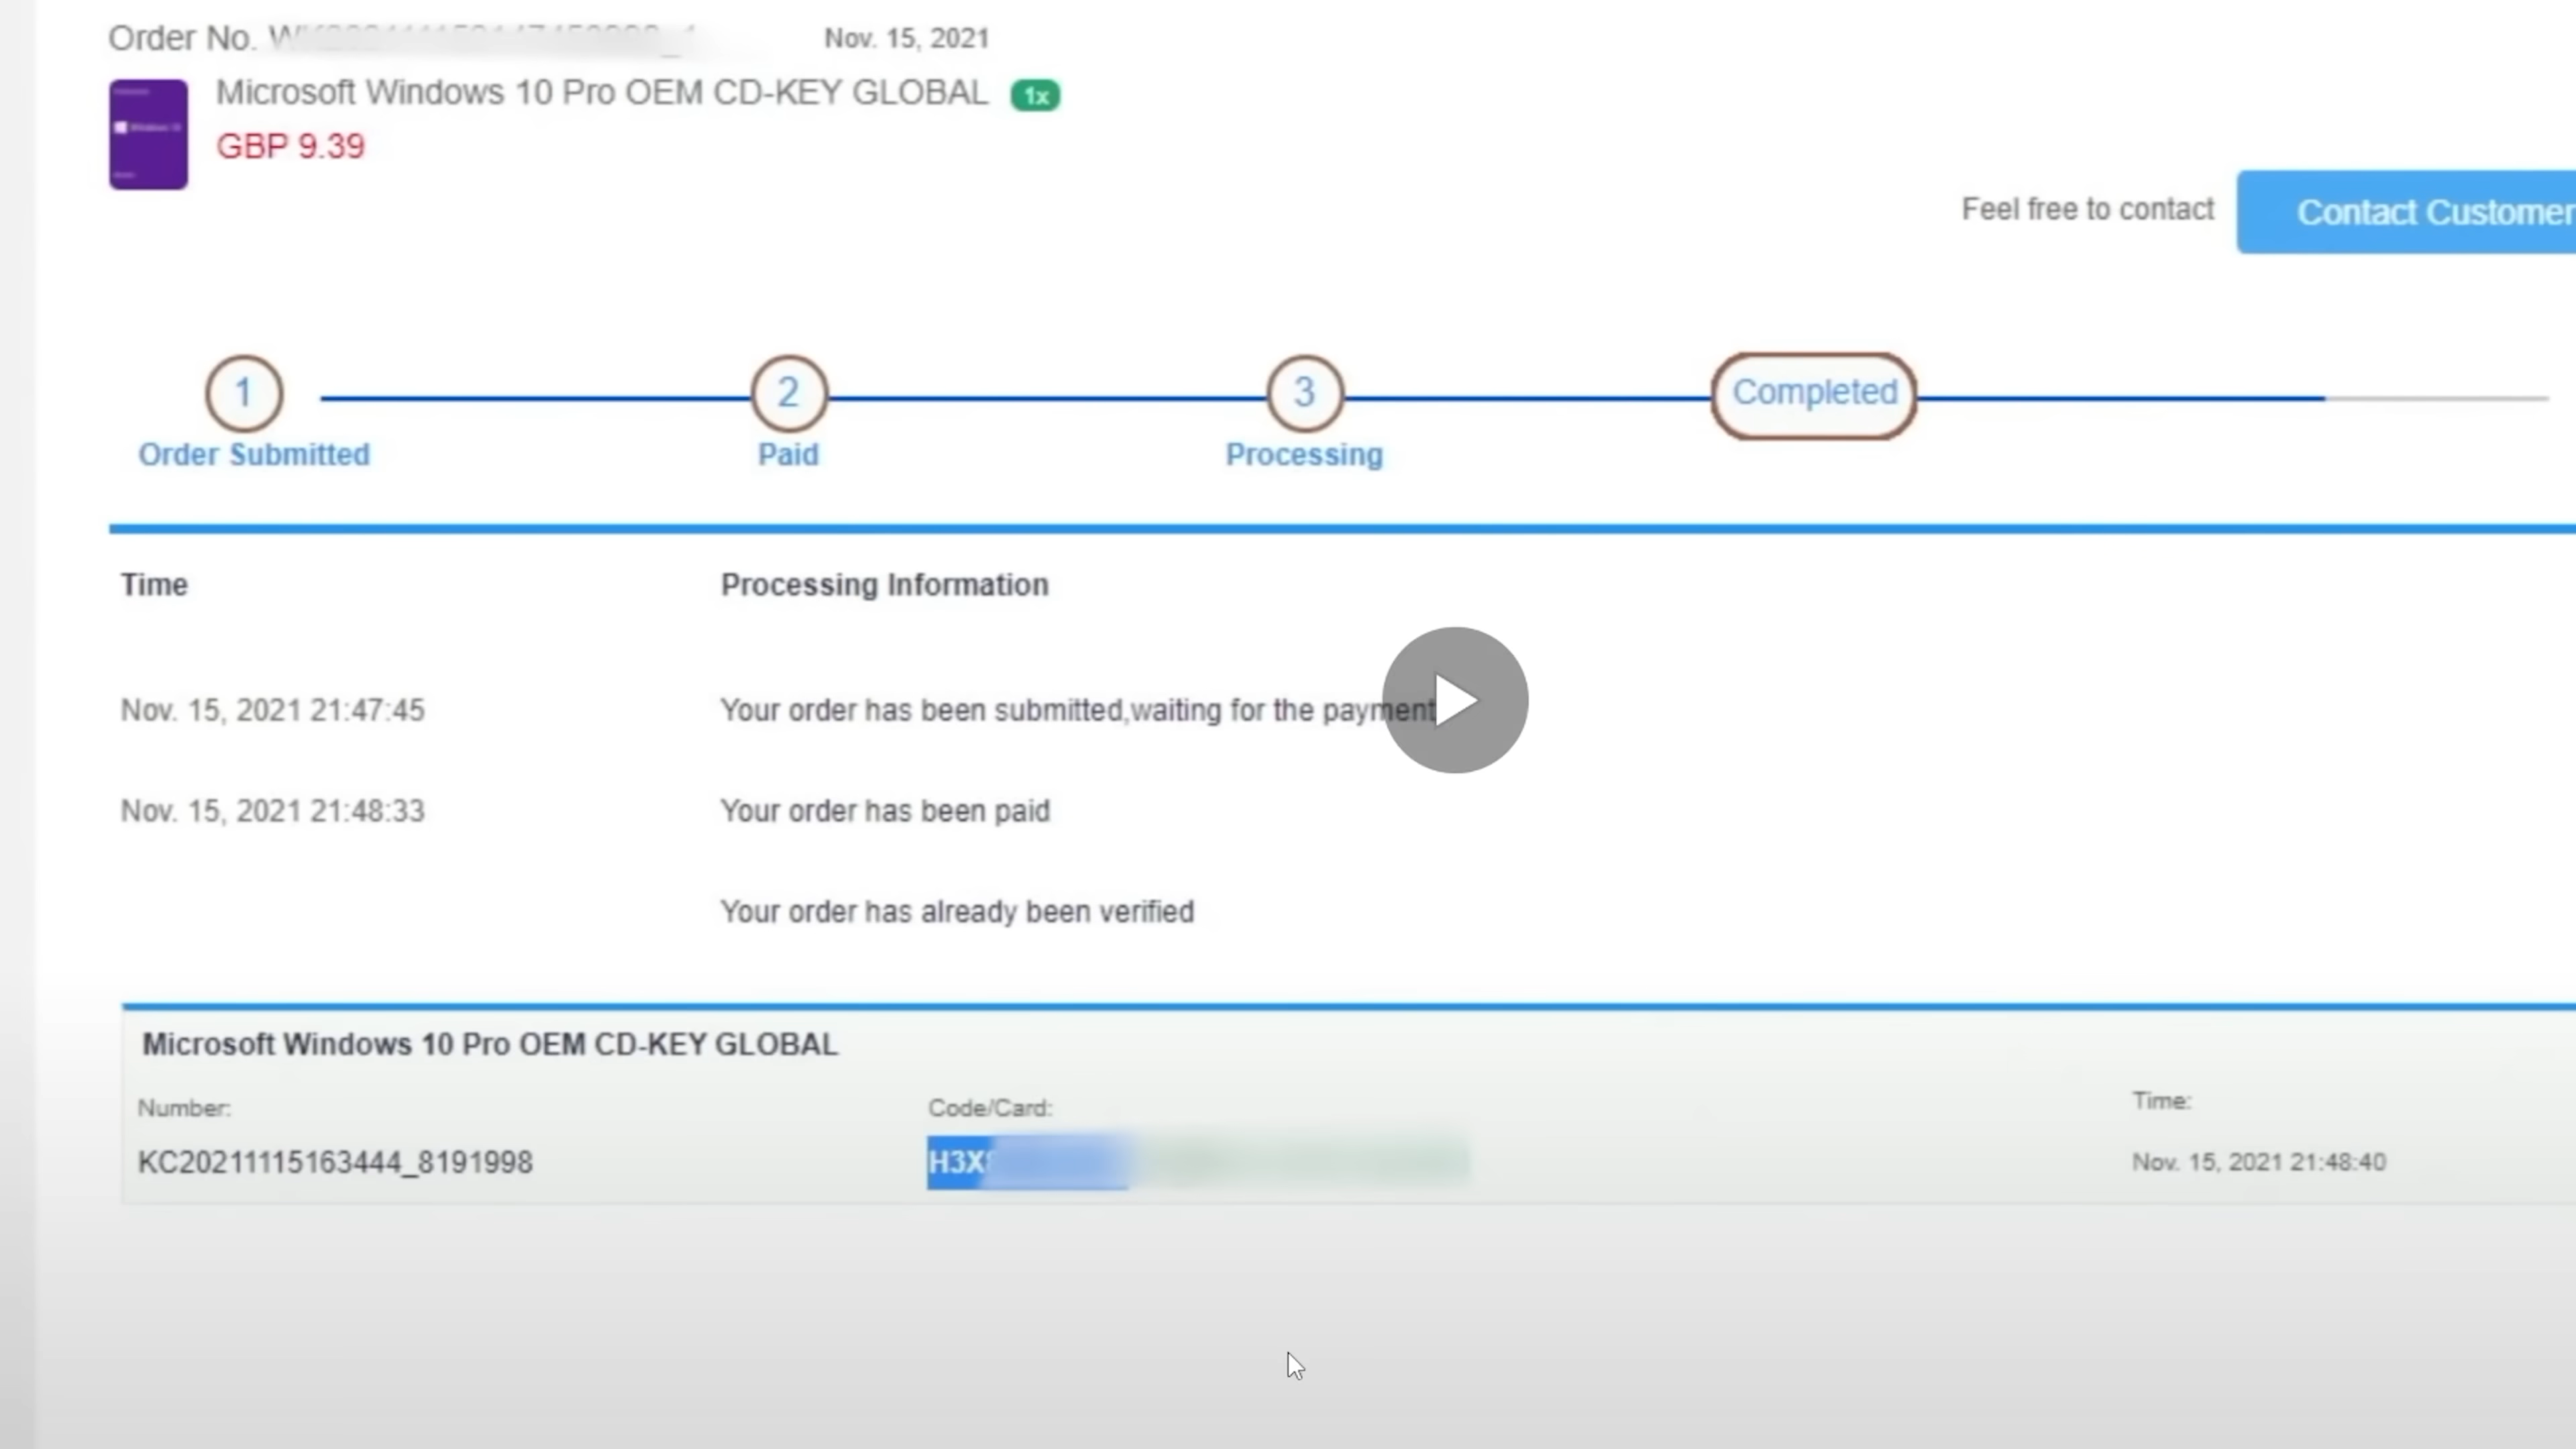 Order No.
Nov. 15, 2021
Microsoft Windows 10 Pro OEM CD-KEY GLOBAL 1x
GBP 9.39
Feel free to contact
Contact Customer
1
2
3
Completed
Order Submitted
Paid
Processing
Time
Processing Information
Nov. 15, 2021 21:47:45
Your order has been submitted,waiting for the payment
Nov. 15, 2021 21:48:33
Your order has been paid
Your order has already been verified
Microsoft Windows 10 Pro OEM CD-KEY GLOBAL
Number:
Code/Card:
Time:
KC20211115163444_8191998
H3X
Nov. 15, 2021 21:48:40